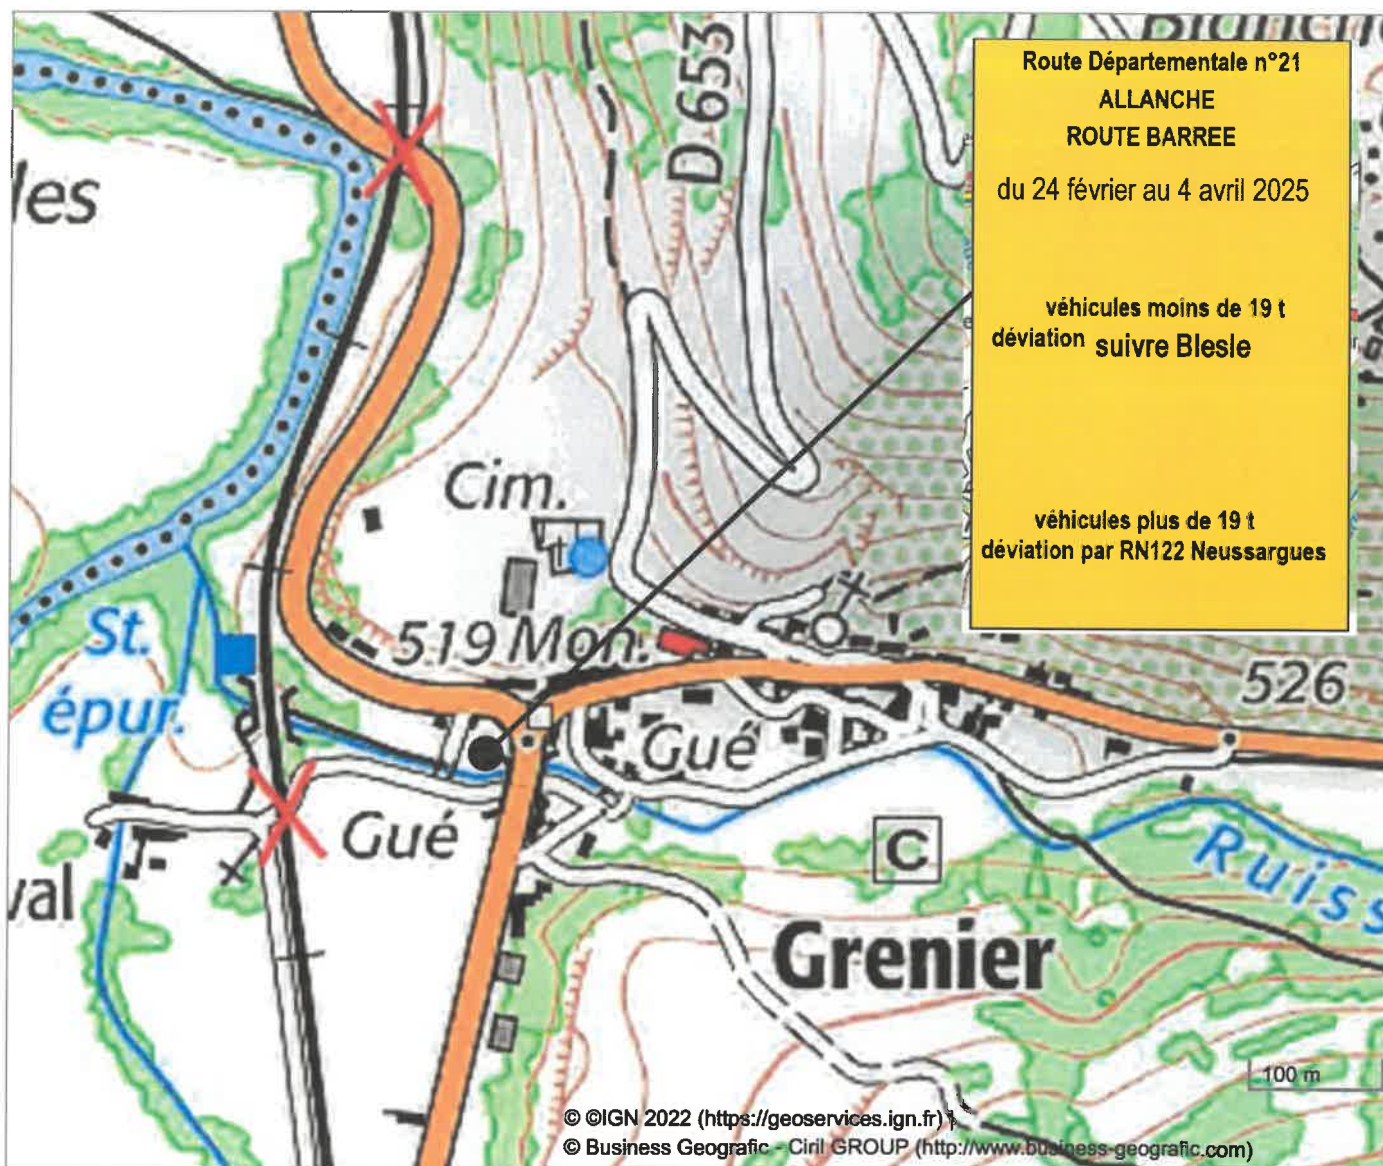 Route Départementale n°21
ALLANCHE
ROUTE BARREE
du 24 février au 4 avril 2025
véhicules moins de 19 t
déviation suivre Blesle
véhicules plus de 19 t
déviation par RN122 Neussargues
D 653
les
Cim.
519 Mon.
St.
épur.
526
Gué
Gué
C
Ruiss
val
Grenier
100 m
© ©IGN 2022 (https://geoservices.ign.fr)
© Business Geografic - Ciril GROUP (http://www.business-geografic.com)